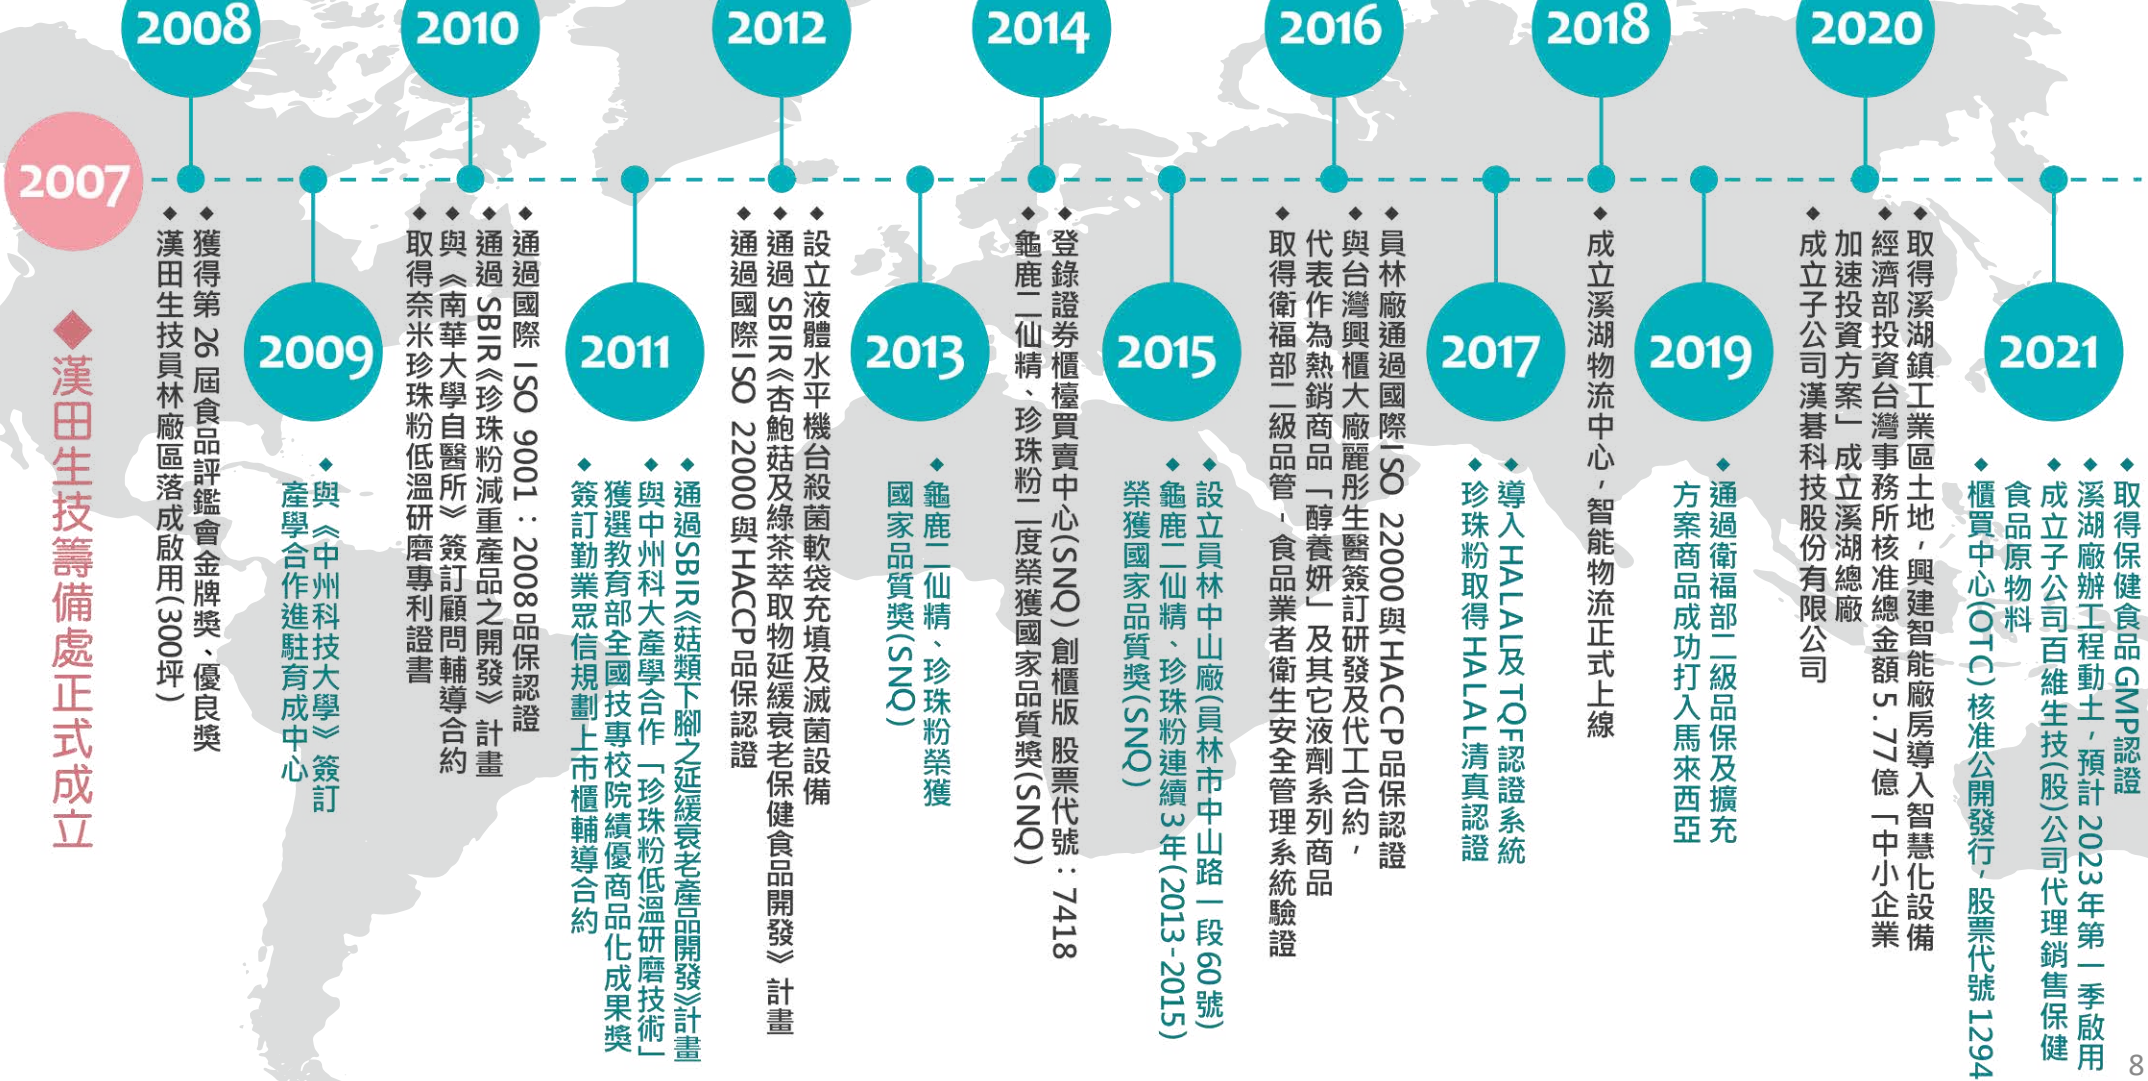 2007
◆漢田生技籌備處正式成立
2008
◆獲得第 26 屆食品評鑑會金牌獎、優良獎
◆漢田生技員林廠區落成啟用(300坪)
2009
◆與《中州科技大學》簽訂
產學合作進駐育成中心
2010
◆通過國際 ISO 9001：2008品保認證
◆通過 SBIR《珍珠粉減重產品之開發》計畫
◆與《南華大學自醫所》簽訂顧問輔導合約
◆取得奈米珍珠粉低溫研磨專利證書
2011
◆通過SBIR《菇類下腳之延緩衰老產品開發》計畫
◆與中州科大產學合作「珍珠粉低溫研磨技術」
獲選教育部全國技專校院績優商品化成果獎
◆簽訂勤業眾信規劃上市櫃輔導合約
2012
◆設立液體水平機台殺菌軟袋充填及滅菌設備
◆通過 SBIR《杏鮑菇及綠茶萃取物延緩衰老保健食品開發》計畫
◆通過國際ISO 22000與HACCP品保認證
2013
◆龜鹿二仙精、珍珠粉榮獲
國家品質獎(SNQ)
2014
◆登錄證券櫃檯買賣中心(SNQ)創櫃版 股票代號：7418
◆龜鹿二仙精、珍珠粉二度榮獲國家品質獎(SNQ)
2015
◆設立員林中山廠(員林市中山路一段60號)
◆龜鹿二仙精、珍珠粉連續3年(2013-2015)
榮獲國家品質獎(SNQ)
2016
◆員林廠通過國際ISO 22000與HACCP品保認證
◆與台灣興櫃大廠麗彤生醫簽訂研發及代工合約，
代表作為熱銷商品「醇養妍」及其它液劑系列商品
◆取得衛福部二級品管-食品業者衛生安全管理系統驗證
2017
◆導入HALAL及TQF認證系統
◆珍珠粉取得HALAL清真認證
2018
◆成立溪湖物流中心，智能物流正式上線
2019
◆通過衛福部二級品保及擴充
方案商品成功打入馬來西亞
2020
◆取得溪湖鎮工業區土地，興建智能廠房導入智慧化設備
◆經濟部投資台灣事務所核准總金額5.77億「中小企業
加速投資方案」成立溪湖總廠
◆成立子公司漢碁科技股份有限公司
2021
◆取得保健食品GMP認證
◆溪湖廠辦工程動土，預計2023年第一季啟用
◆成立子公司百維生技(股)公司代理銷售保健
食品原物料
◆櫃買中心(OTC)核准公開發行，股票代號1294
8